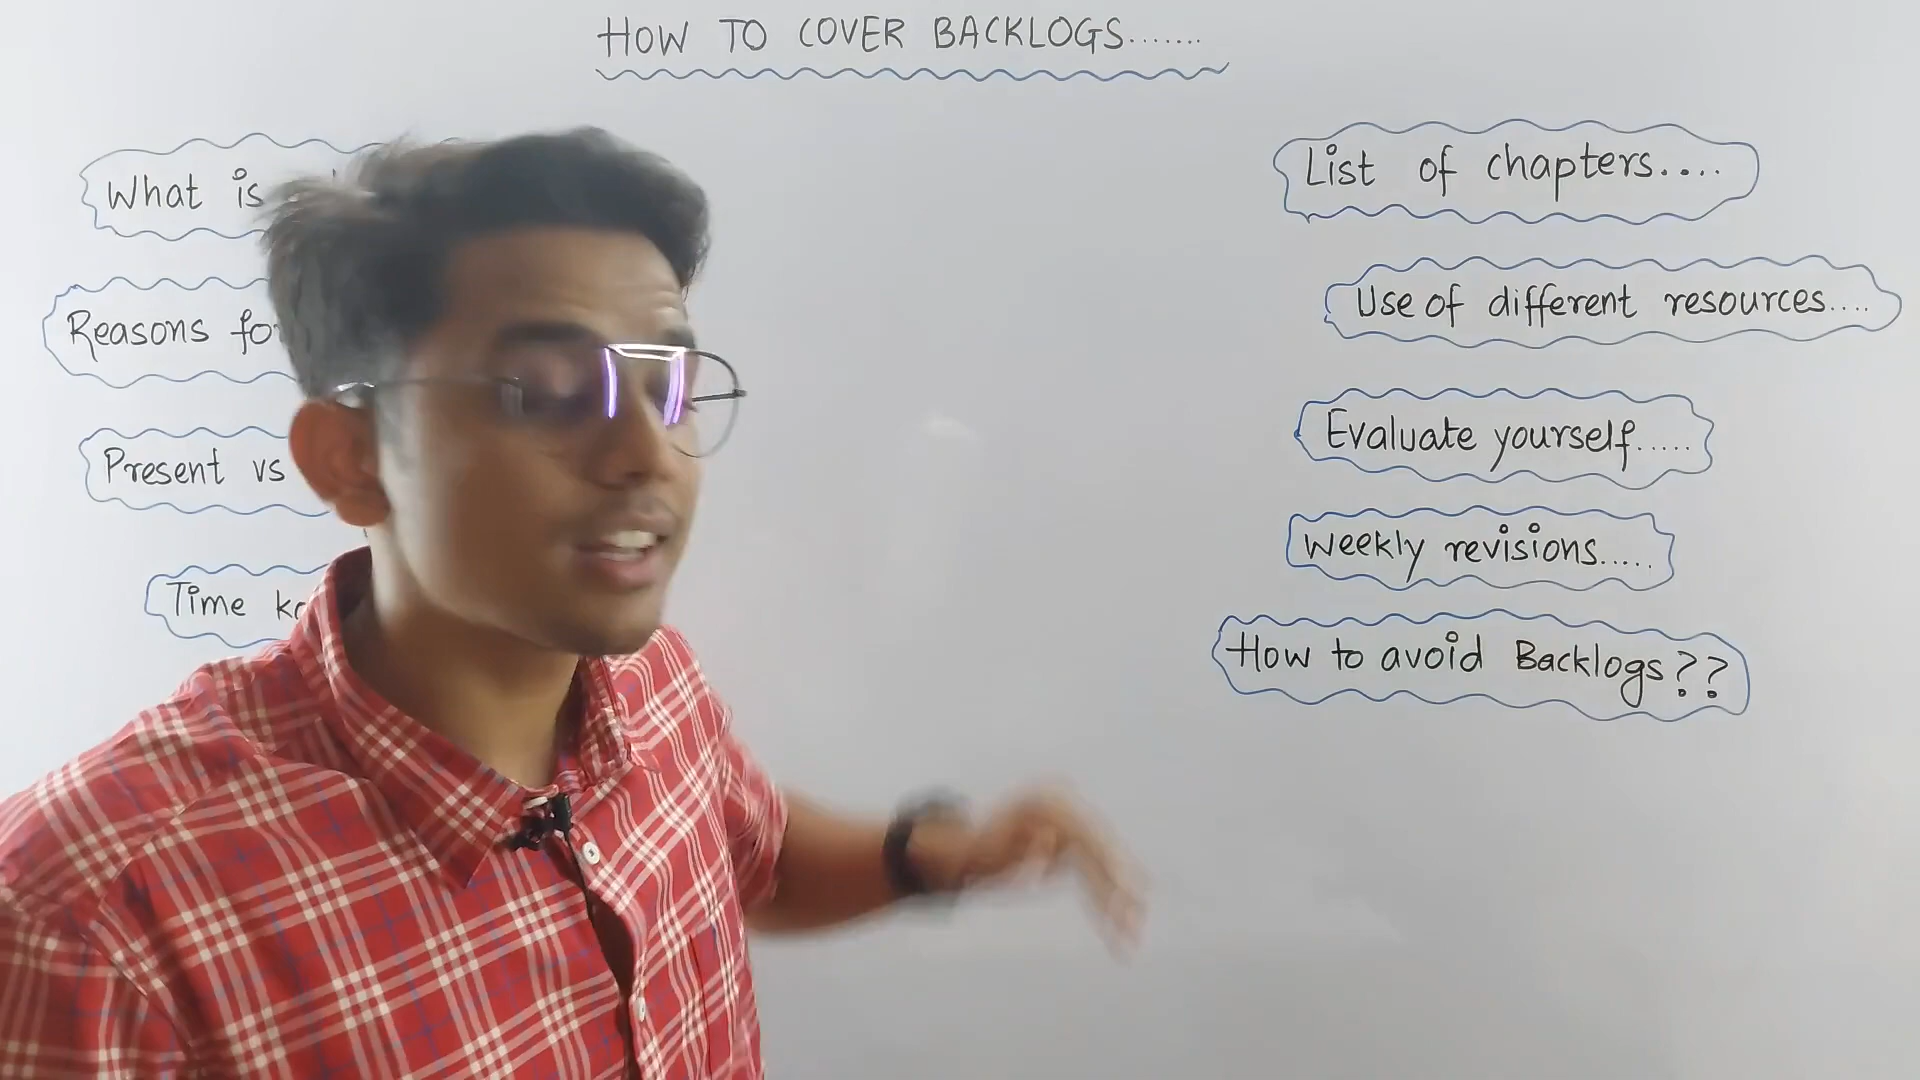 HOW TO COVER BACKLOGS.......
What is
Reasons
Present vs
Time
List of chapters....
Use of different resources....
Evaluate yourself.....
weekly revisions.....
How to avoid Backlogs??